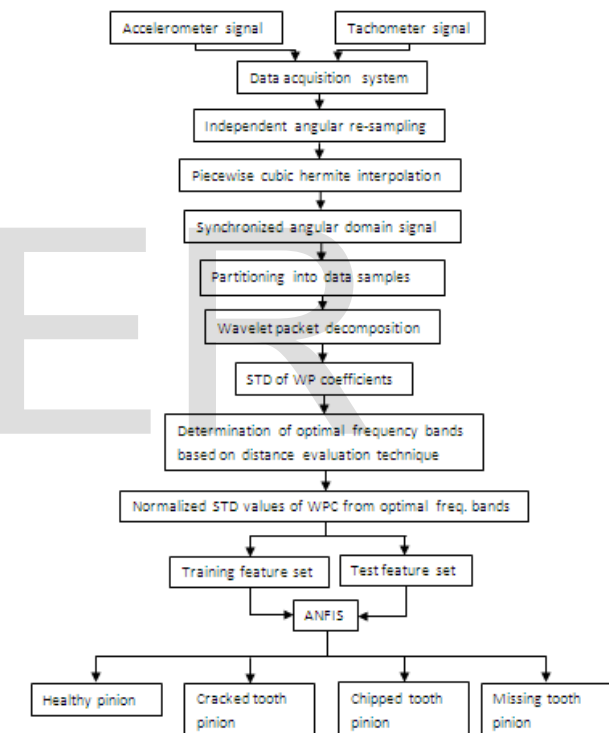 Accelerometer signal
Tachometer signal
Data acquisition system
Independent angular re-sampling
Piecewise cubic hermite interpolation
Synchronized angular domain signal
Partitioning into data samples
Wavelet packet decomposition
STD of WP coefficients
Determination of optimal frequency bands
based on distance evaluation technique
Normalized STD values of WPC from optimal freq. bands
Training feature set
Test feature set
ANFIS
Healthy pinion
Cracked tooth
pinion
Chipped tooth
pinion
Missing tooth
pinion
ER